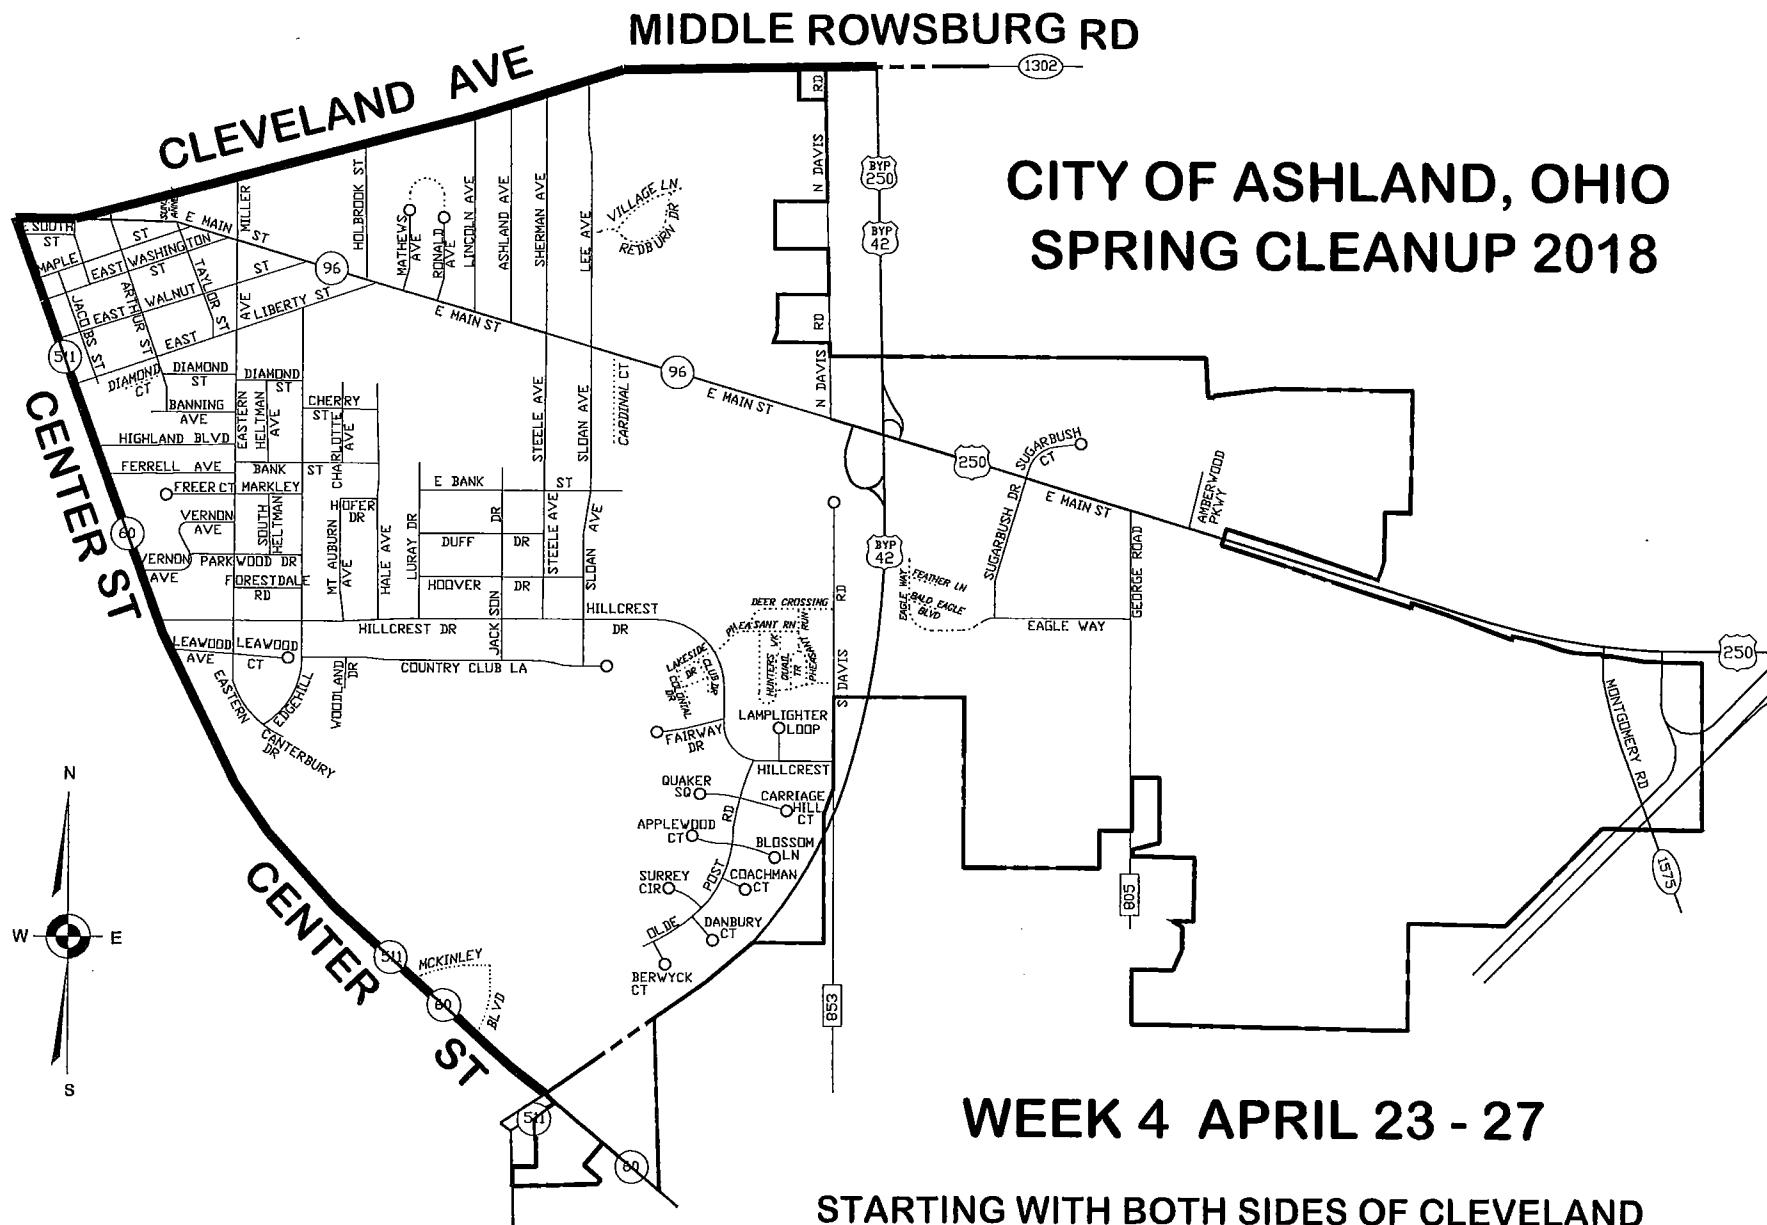 MIDDLE ROWSBURG RD
CLEVELAND AVE
1302
RD
N DAVIS
BYP
250
BYP
42
CITY OF ASHLAND, OHIO
SPRING CLEANUP 2018
E SOUTH
ST
MAPLE
ST
E MAIN
ST
MILLER
AVE
HOLBROOK ST
MATHEWS
AVE
RONALD
AVE
LINCOLN AVE
ASHLAND AVE
SHERMAN AVE
LEE AVE
VILLAGE LN
REDBURN DR
EAST WASHINGTON
ST
TAYLOR ST
ARTHUR ST
JACOBS ST
EAST WALNUT
ST
EAST
LIBERTY ST
96
E MAIN ST
RD
N DAVIS
511
DIAMOND
CT
DIAMOND
ST
DIAMOND
ST
BANNING
AVE
EASTERN
HELTMAN
AVE
CHERRY
ST
CHARLOTTE
AVE
STEELE AVE
SLOAN AVE
CARDINAL CT
96
E MAIN ST
CENTER ST
HIGHLAND BLVD
FERRELL AVE
BANK
ST
FREER CT
MARKLEY
VERNON
AVE
SOUTH
HELTMAN
HOFER
DR
E BANK
ST
DR
250
SUGARBUSH
CT
SUGARBUSH DR
E MAIN ST
AMBERWOOD
PKWY
60
VERNON
AVE
PARKWOOD DR
FORESTDALE
RD
MT AUBURN
AVE
HALE AVE
LURAY DR
DUFF
DR
HOOVER
DR
STEELE AVE
SLOAN AVE
BYP
42
EAGLE WAY
FEATHER LN
BALD EAGLE
BLVD
GEORGE ROAD
EAGLE WAY
HILLCREST DR
JACKSON
HILLCREST
DR
DEER CROSSING
PHEASANT RN
HUNTERS WK
QUAIL
TR
PHEASANT RUN
RD
S DAVIS
LEAWOOD
AVE
LEAWOOD
CT
COUNTRY CLUB LA
WOODLAND
DR
EASTERN
EDGEHILL
CANTERBURY
DR
LAKESIDE
DR
CLUB DR
COLONIAL
DR
250
MONTGOMERY RD
FAIRWAY
DR
LAMPLIGHTER
LOOP
HILLCREST
QUAKER
SQ
CARRIAGE
HILL
CT
APPLEWOOD
CT
RD
BLOSSOM
LN
SURREY
CIR
POST
COACHMAN
CT
OLDE
DANBURY
CT
BERWYCK
CT
805
1575
N
W
E
S
CENTER ST
511
MCKINLEY
BLVD
60
853
511
60
WEEK 4 APRIL 23 - 27
STARTING WITH BOTH SIDES OF CLEVELAND